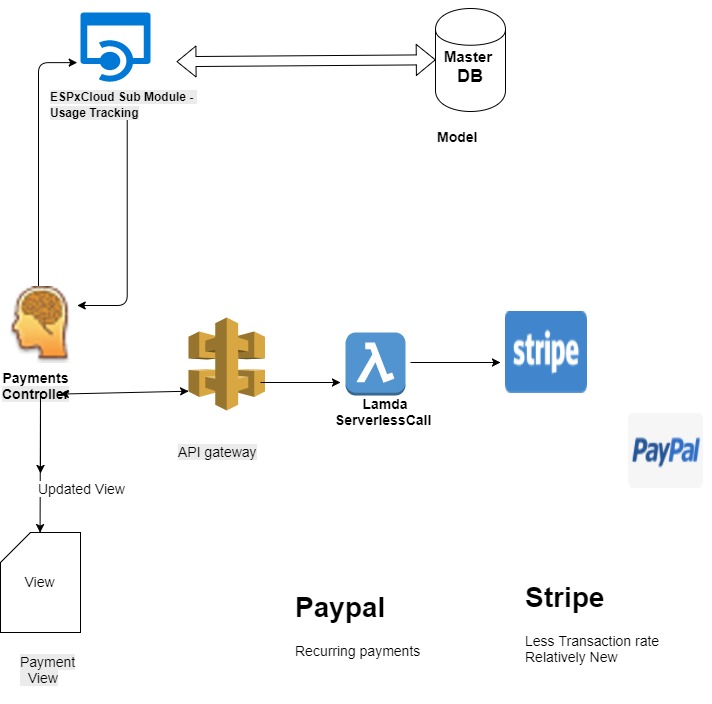 Master
DB
ESPxCloud Sub Module -
Usage Tracking
Model
stripe
Payments
Controller
Lamda
ServerlessCall
API gateway
PayPal
Updated View
View
Paypal
Recurring payments
Stripe
Less Transaction rate
Relatively New
Payment
View